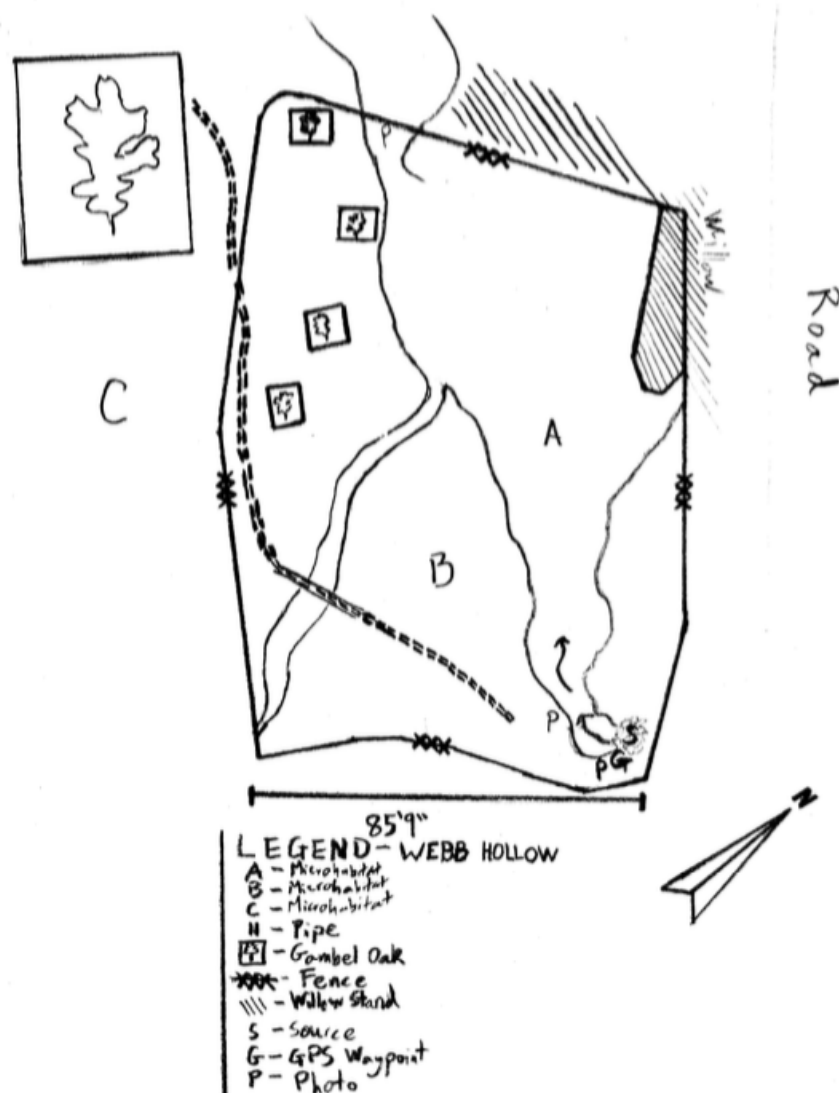 P
Willow
Road
C
A
B
P
S
P G
N
85'9"
LEGEND - WEBB HOLLOW
A - Microhabitat
B - Microhabitat
C - Microhabitat
- Pipe
- Gambel Oak
- Fence
- Willow Stand
S - Source
G - GPS Waypoint
P - Photo